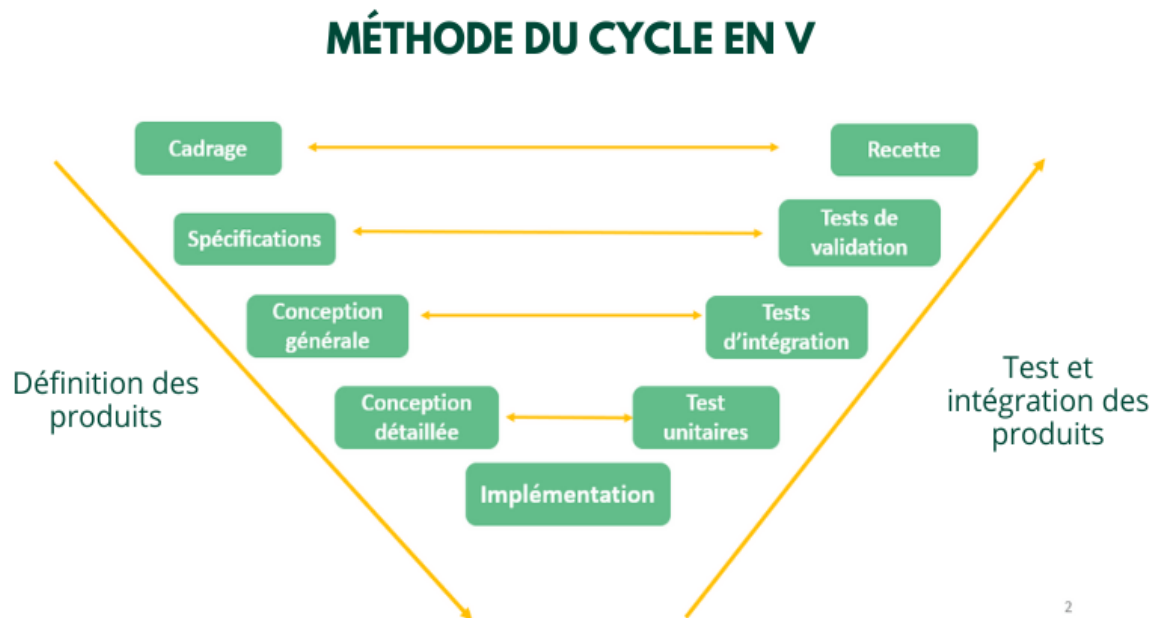 MÉTHODE DU CYCLE EN V
Cadrage
Recette
Spécifications
Tests de
validation
Conception
générale
Tests
d'intégration
Définition des
produits
Test et
intégration des
produits
Conception
détaillée
Test
unitaires
Implémentation
2